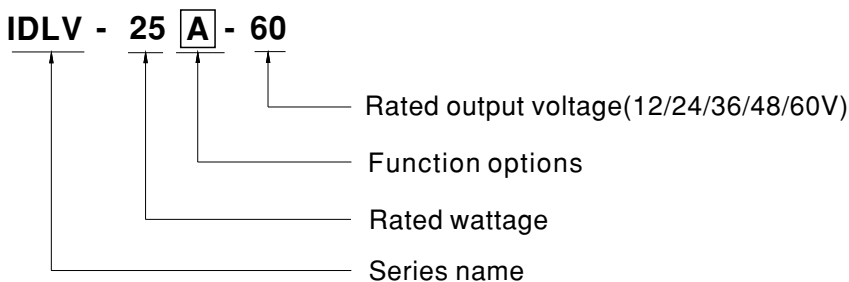 IDLV - 25 A - 60
Rated output voltage(12/24/36/48/60V)
Function options
Rated wattage
Series name